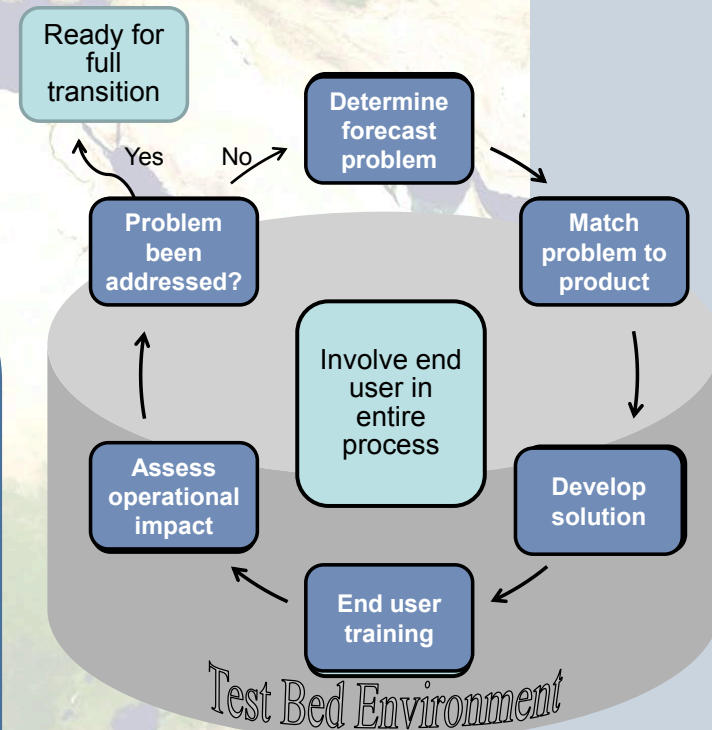 Ready for
full
transition
Yes
No
Determine
forecast
problem
Problem
been
addressed?
Match
problem to
product
Involve end
user in
entire
process
Assess
operational
impact
Develop
solution
End user
training
Test Bed Environment